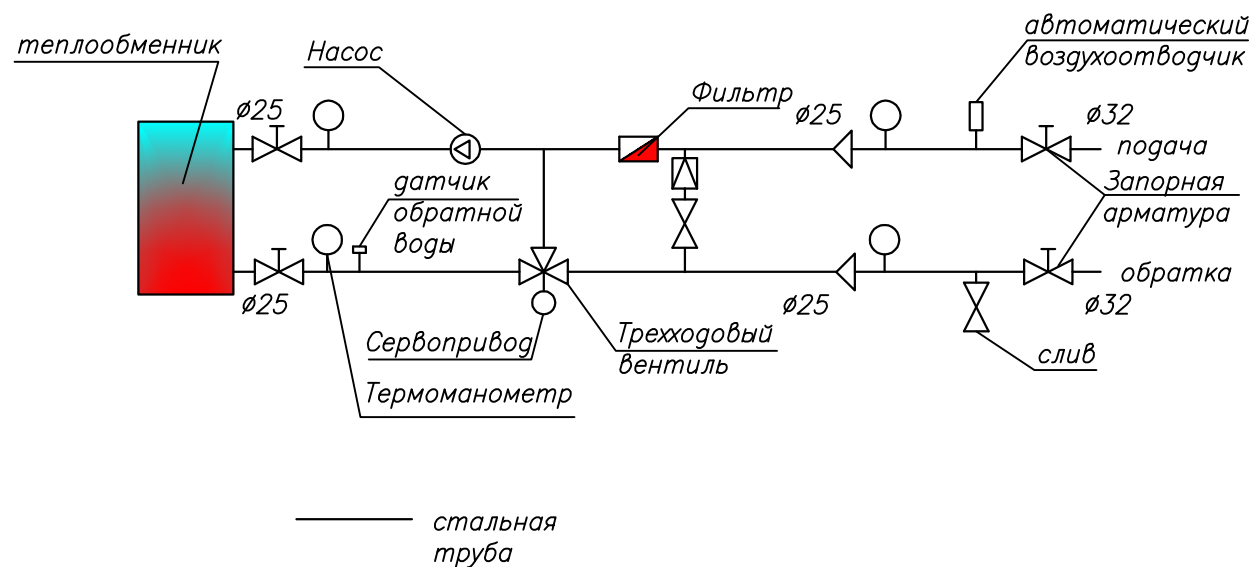 теплообменник
Насос
автоматический
воздухоотводчик
Фильтр
ø25
ø25
ø32
подача
датчик
обратной
воды
Запорная
арматура
обратка
ø25
ø25
ø32
Сервопривод
Трехходовый
вентиль
слив
Термоманометр
стальная
труба